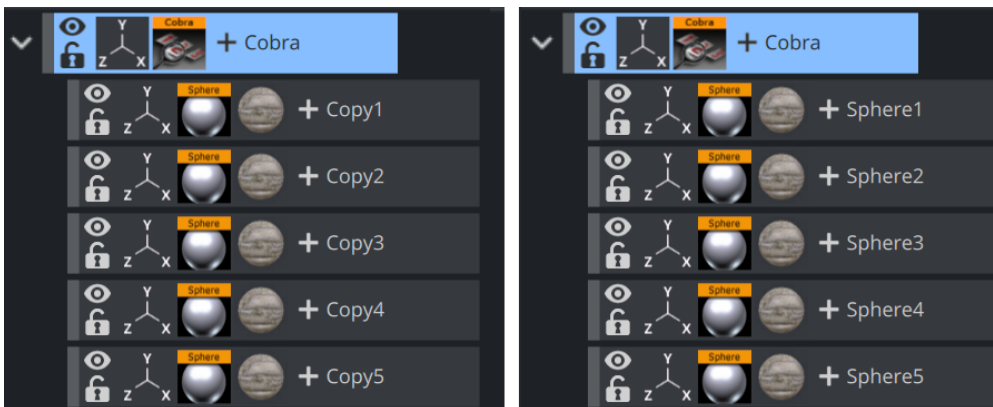 Cobra
Y
Z X
+ Cobra
Sphere
Y
Z X
+ Copy1
Sphere
Y
Z X
+ Copy2
Sphere
Y
Z X
+ Copy3
Sphere
Y
Z X
+ Copy4
Sphere
Y
Z X
+ Copy5
Cobra
Y
Z X
+ Cobra
Sphere
Y
Z X
+ Sphere1
Sphere
Y
Z X
+ Sphere2
Sphere
Y
Z X
+ Sphere3
Sphere
Y
Z X
+ Sphere4
Sphere
Y
Z X
+ Sphere5